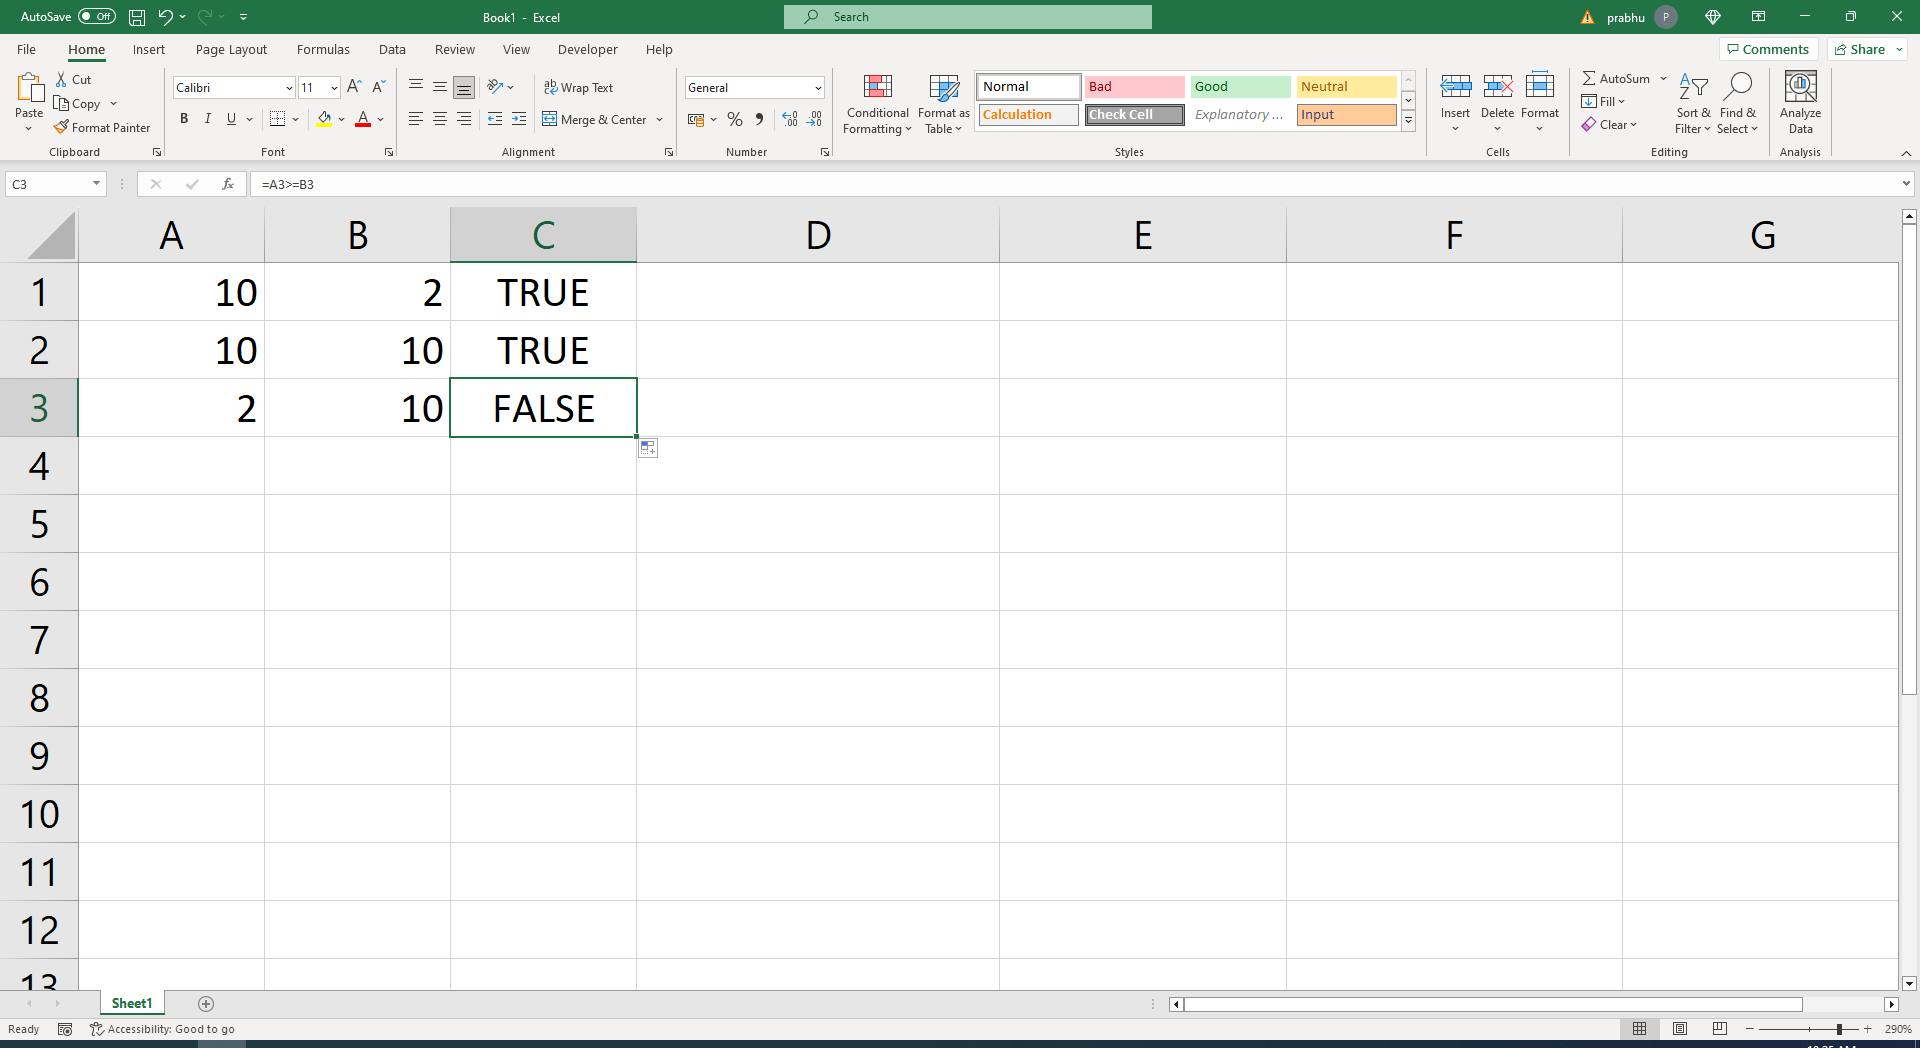 AutoSave Off Book1 - Excel Search prabhu P
File Home Insert Page Layout Formulas Data Review View Developer Help Comments Share
Paste Cut Copy Format Painter
Clipboard
Calibri 11 A A
B I U A
Font
Wrap Text
Merge & Center
Alignment
General
% 
Number
Conditional Formatting
Format as Table
Normal Bad Good Neutral
Calculation Check Cell Explanatory ... Input
Styles
Insert Delete Format
Cells
AutoSum
Fill
Clear
Sort & Filter
Find & Select
Editing
Analyze Data
Analysis
C3 fx =A3>=B3
A B C D E F G
1 10 2 TRUE
2 10 10 TRUE
3 2 10 FALSE
4
5
6
7
8
9
10
11
12
13
Sheet1
Ready Accessibility: Good to go 290%